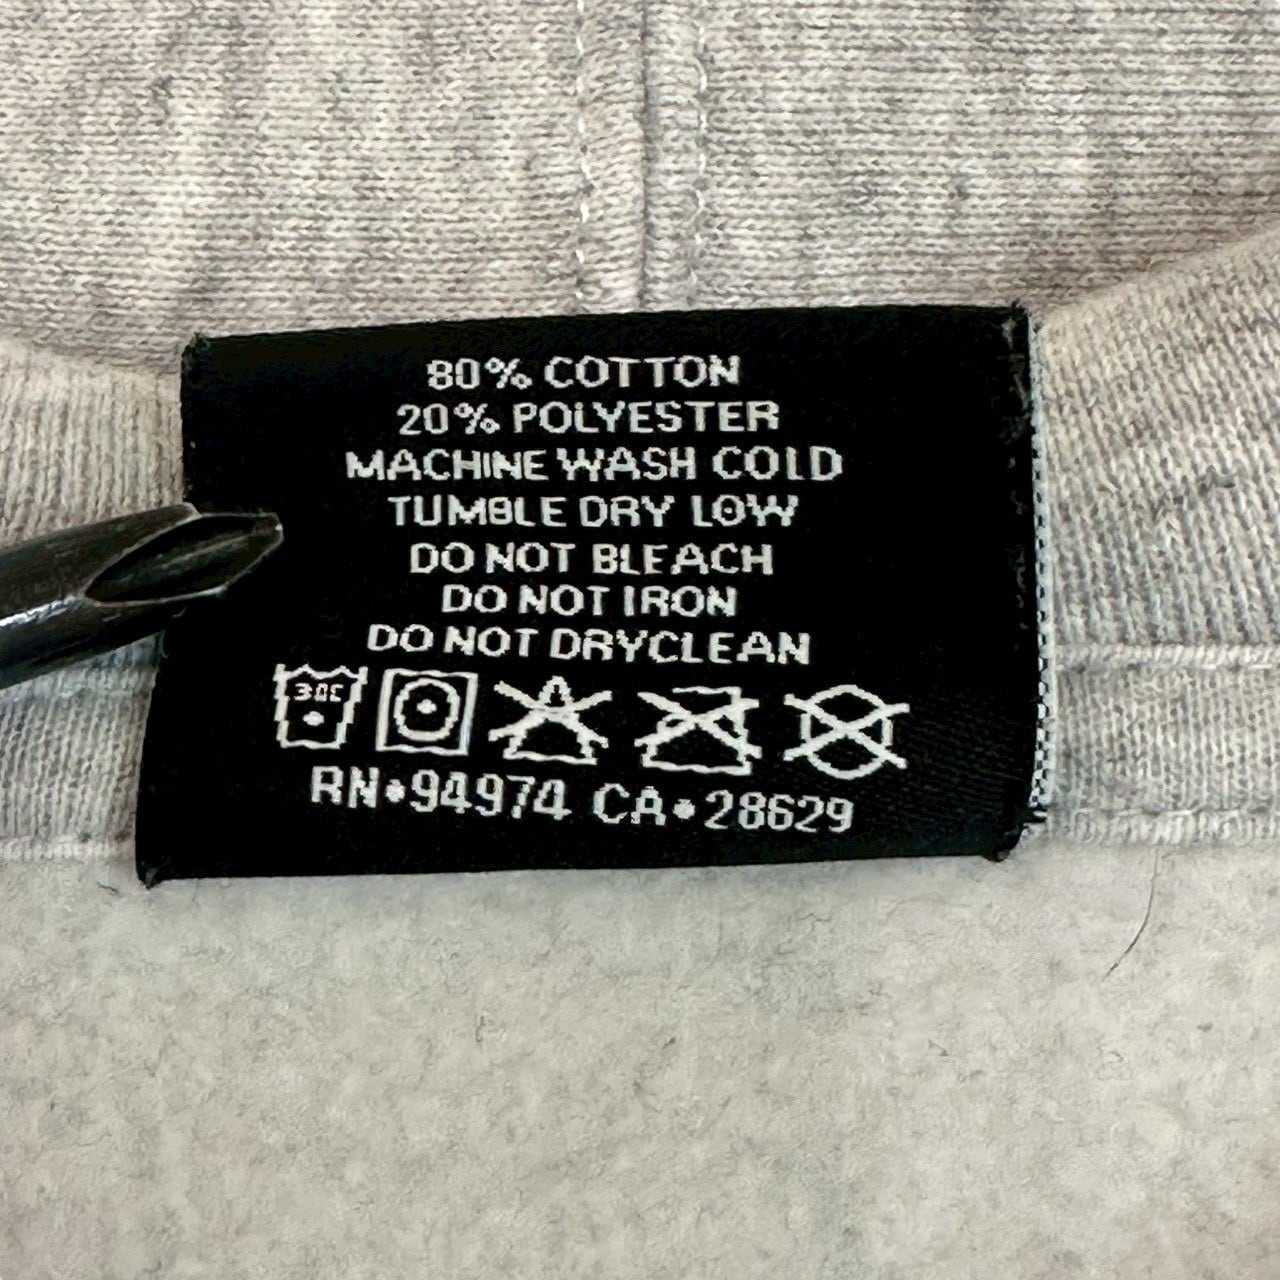 80% COTTON
20% POLYESTER
MACHINE WASH COLD
TUMBLE DRY LOW
DO NOT BLEACH
DO NOT IRON
DO NOT DRYCLEAN
30C
RN•94974 CA•28629